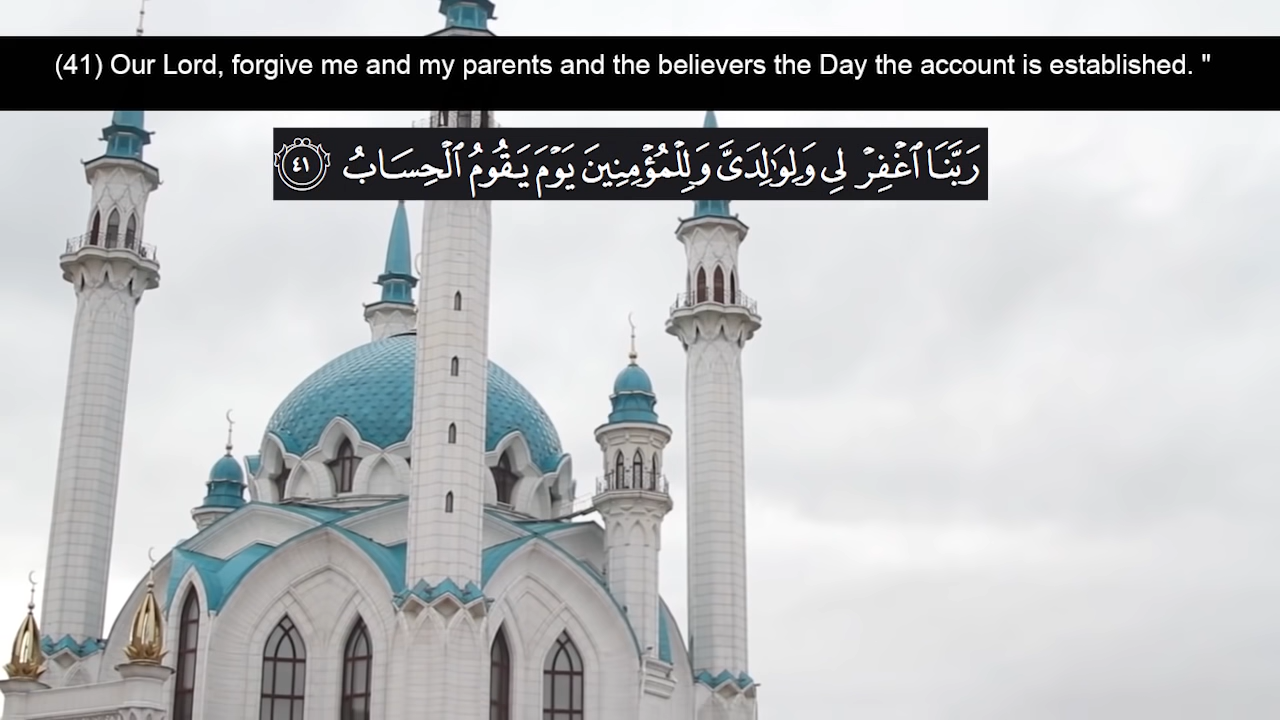 (41) Our Lord, forgive me and my parents and the believers the Day the account is established. "
رَبَّنَا ٱغْفِرْ لِى وَلِوَٰلِدَىَّ وَلِلْمُؤْمِنِينَ يَوْمَ يَقُومُ ٱلْحِسَابُ ٤١